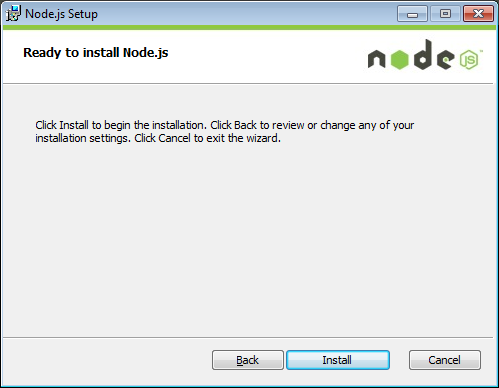 Node.js Setup
Ready to install Node.js
node JS™
Click Install to begin the installation. Click Back to review or change any of your
installation settings. Click Cancel to exit the wizard.
Back Install Cancel